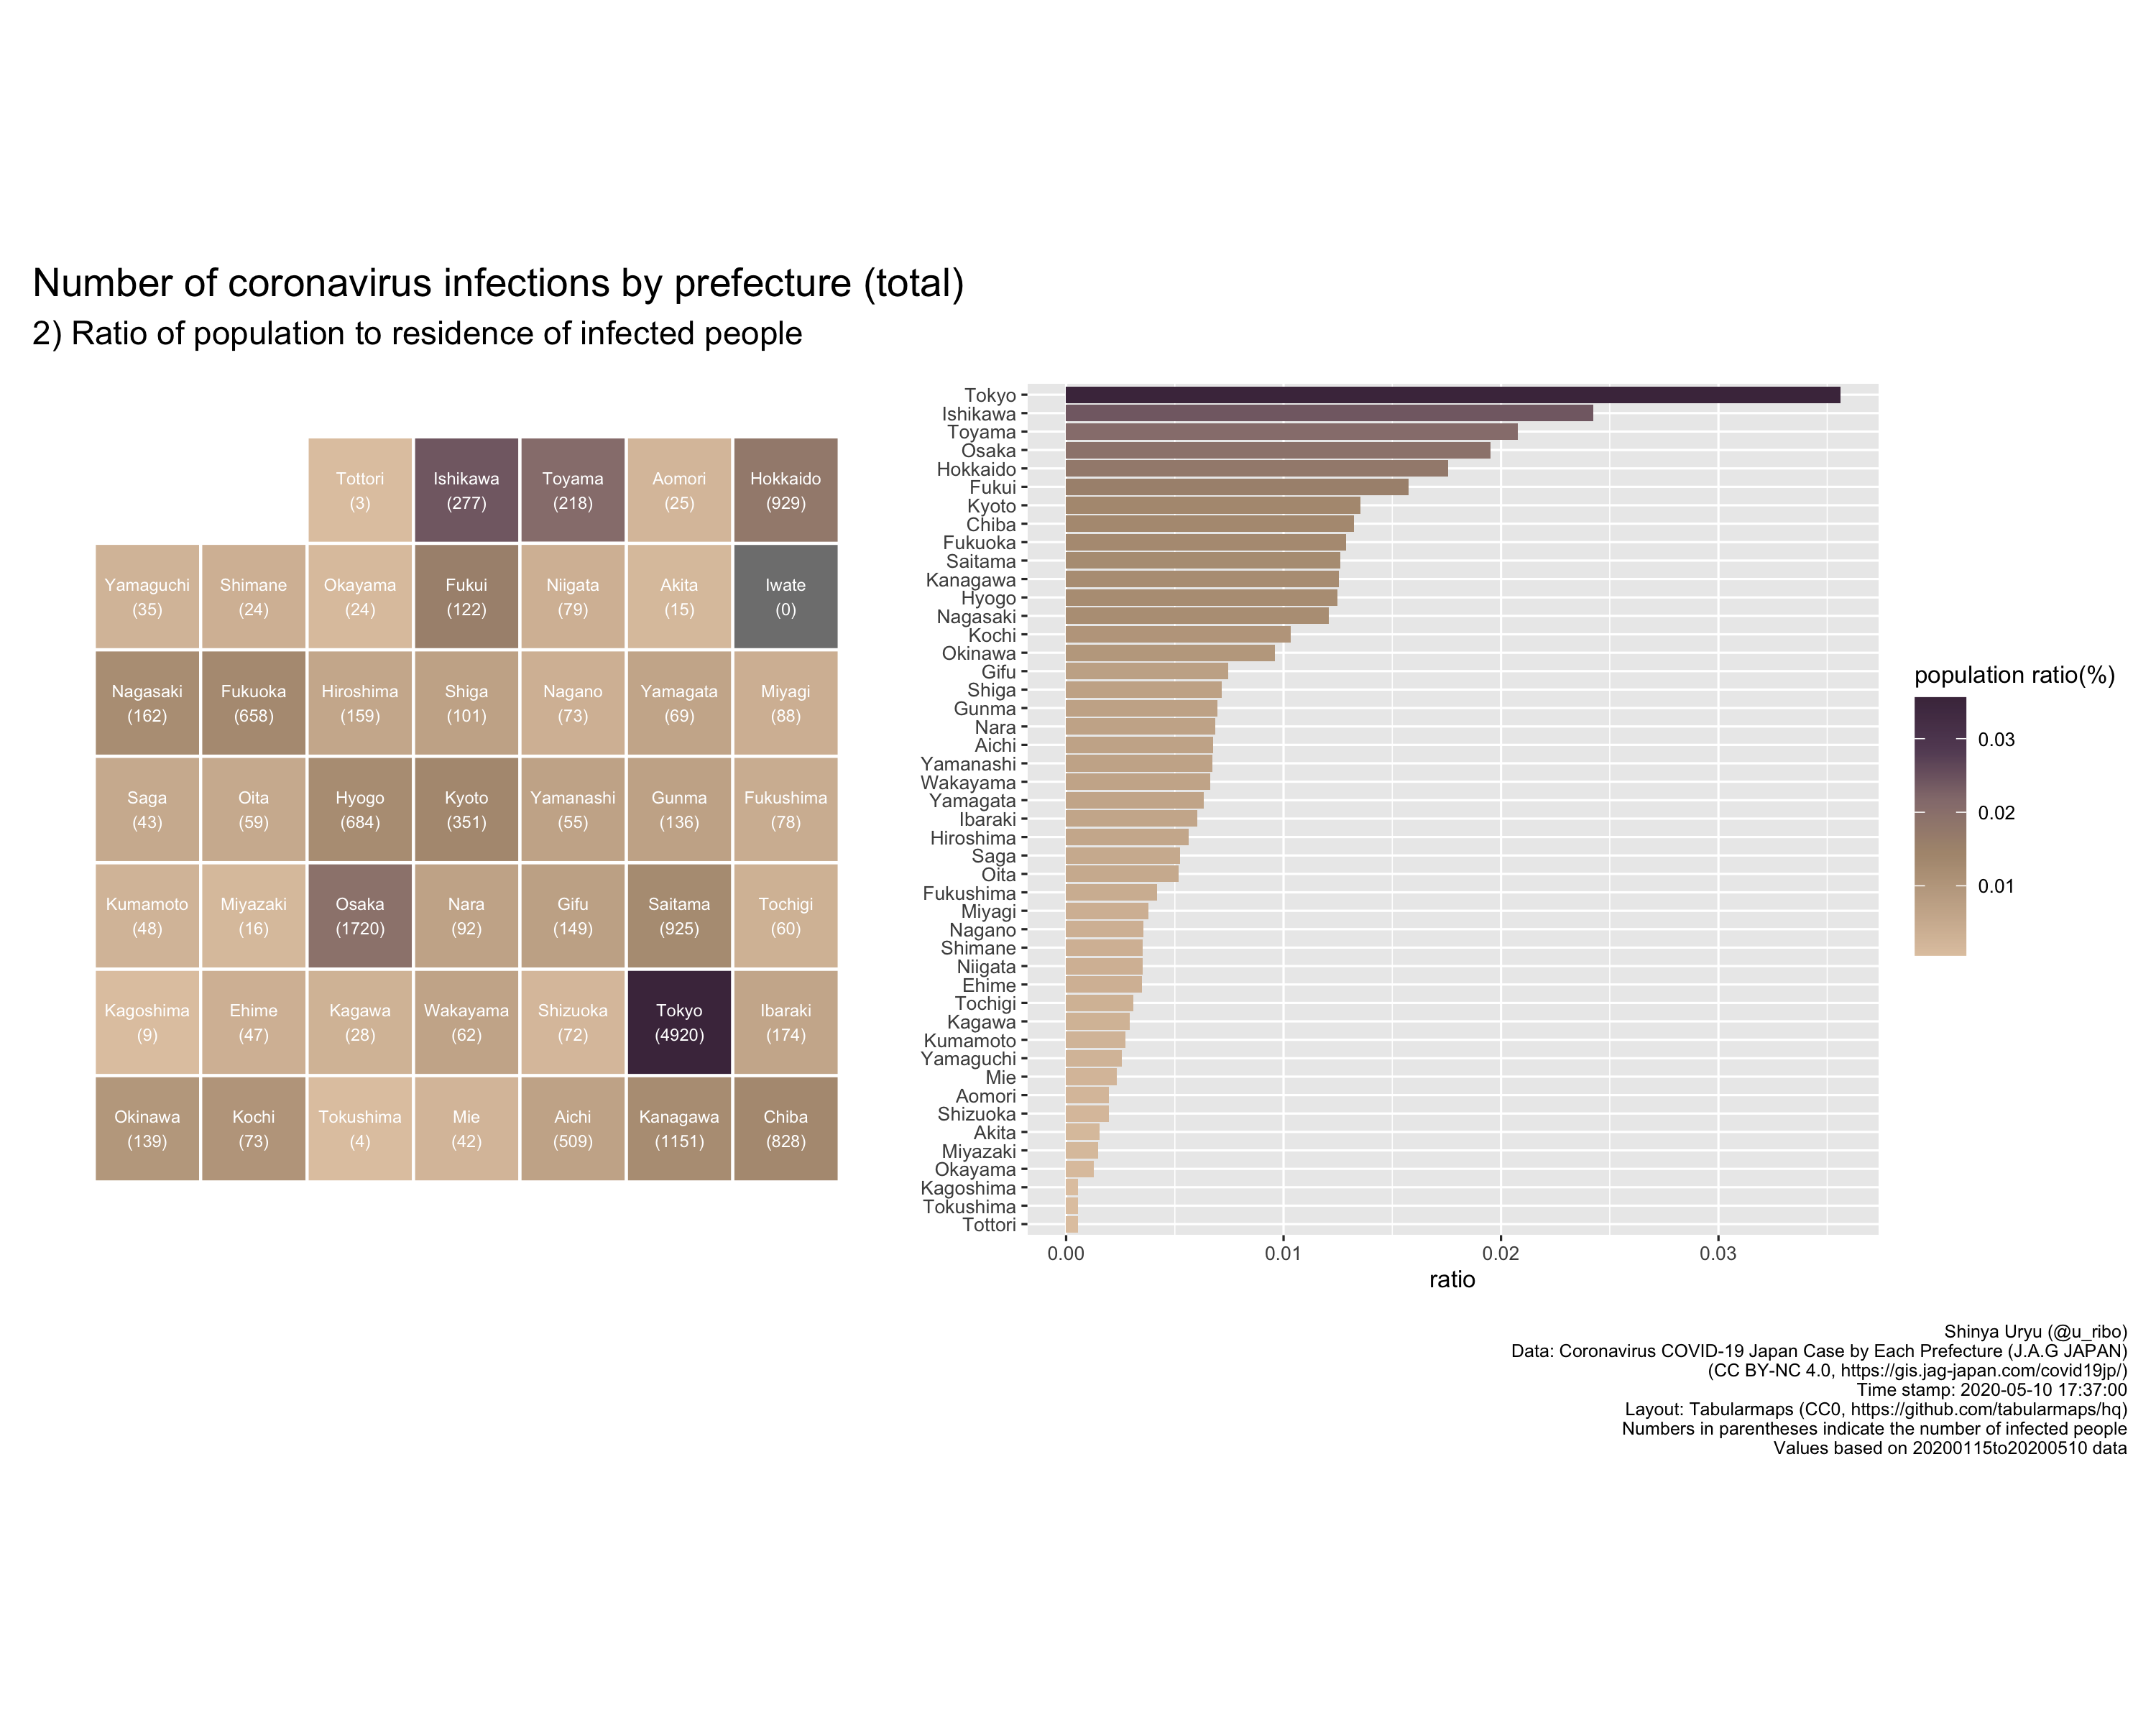 Number of coronavirus infections by prefecture (total)
2) Ratio of population to residence of infected people
Tottori
(3)
Ishikawa
(277)
Toyama
(218)
Aomori
(25)
Hokkaido
(929)
Yamaguchi
(35)
Shimane
(24)
Okayama
(24)
Fukui
(122)
Niigata
(79)
Akita
(15)
Iwate
(0)
Nagasaki
(162)
Fukuoka
(658)
Hiroshima
(159)
Shiga
(101)
Nagano
(73)
Yamagata
(69)
Miyagi
(88)
Saga
(43)
Oita
(59)
Hyogo
(684)
Kyoto
(351)
Yamanashi
(55)
Gunma
(136)
Fukushima
(78)
Kumamoto
(48)
Miyazaki
(16)
Osaka
(1720)
Nara
(92)
Gifu
(149)
Saitama
(925)
Tochigi
(60)
Kagoshima
(9)
Ehime
(47)
Kagawa
(28)
Wakayama
(62)
Shizuoka
(72)
Tokyo
(4920)
Ibaraki
(174)
Okinawa
(139)
Kochi
(73)
Tokushima
(4)
Mie
(42)
Aichi
(509)
Kanagawa
(1151)
Chiba
(828)
Tokyo
Ishikawa
Toyama
Osaka
Hokkaido
Fukui
Kyoto
Chiba
Fukuoka
Saitama
Kanagawa
Hyogo
Nagasaki
Kochi
Okinawa
Gifu
Shiga
Gunma
Nara
Aichi
Yamanashi
Wakayama
Yamagata
Ibaraki
Hiroshima
Saga
Oita
Fukushima
Miyagi
Nagano
Shimane
Niigata
Ehime
Tochigi
Kagawa
Kumamoto
Yamaguchi
Mie
Aomori
Shizuoka
Akita
Miyazaki
Okayama
Kagoshima
Tokushima
Tottori
0.00
0.01
0.02
0.03
ratio
population ratio(%)
0.03
0.02
0.01
Shinya Uryu (@u_ribo)
Data: Coronavirus COVID-19 Japan Case by Each Prefecture (J.A.G JAPAN)
(CC BY-NC 4.0, https://gis.jag-japan.com/covid19jp/)
Time stamp: 2020-05-10 17:37:00
Layout: Tabularmaps (CC0, https://github.com/tabularmaps/hq)
Numbers in parentheses indicate the number of infected people
Values based on 20200115to20200510 data